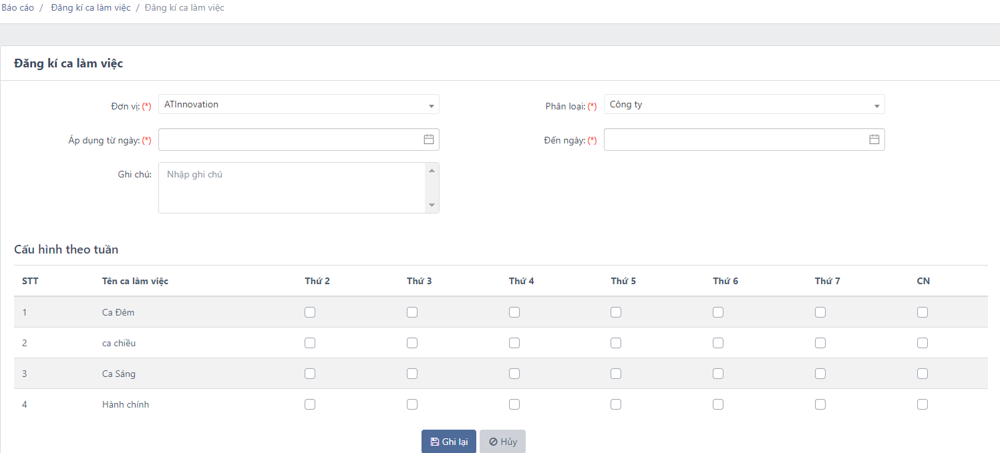 Báo cáo / Đăng kí ca làm việc / Đăng kí ca làm việc
Đăng kí ca làm việc
Đơn vị: (*) ATInnovation Phân loại: (*) Công ty
Áp dụng từ ngày: (*) Đến ngày: (*)
Ghi chú: Nhập ghi chú
Cấu hình theo tuần
STT Tên ca làm việc Thứ 2 Thứ 3 Thứ 4 Thứ 5 Thứ 6 Thứ 7 CN
1 Ca Đêm
2 ca chiều
3 Ca Sáng
4 Hành chính
Ghi lại Hủy